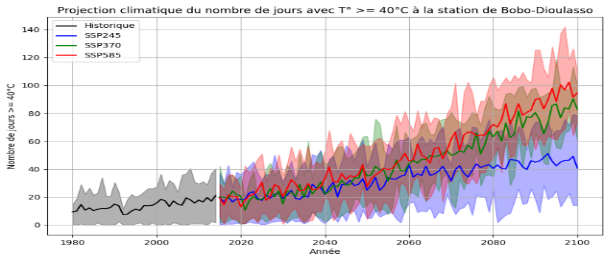 Projection climatique du nombre de jours avec T° >= 40°C à la station de Bobo-Dioulasso
Historique
SSP245
SSP370
SSP585
Nombre de jours >= 40°C
140
120
100
80
60
40
20
0
1980
2000
2020
2040
2060
2080
2100
Année